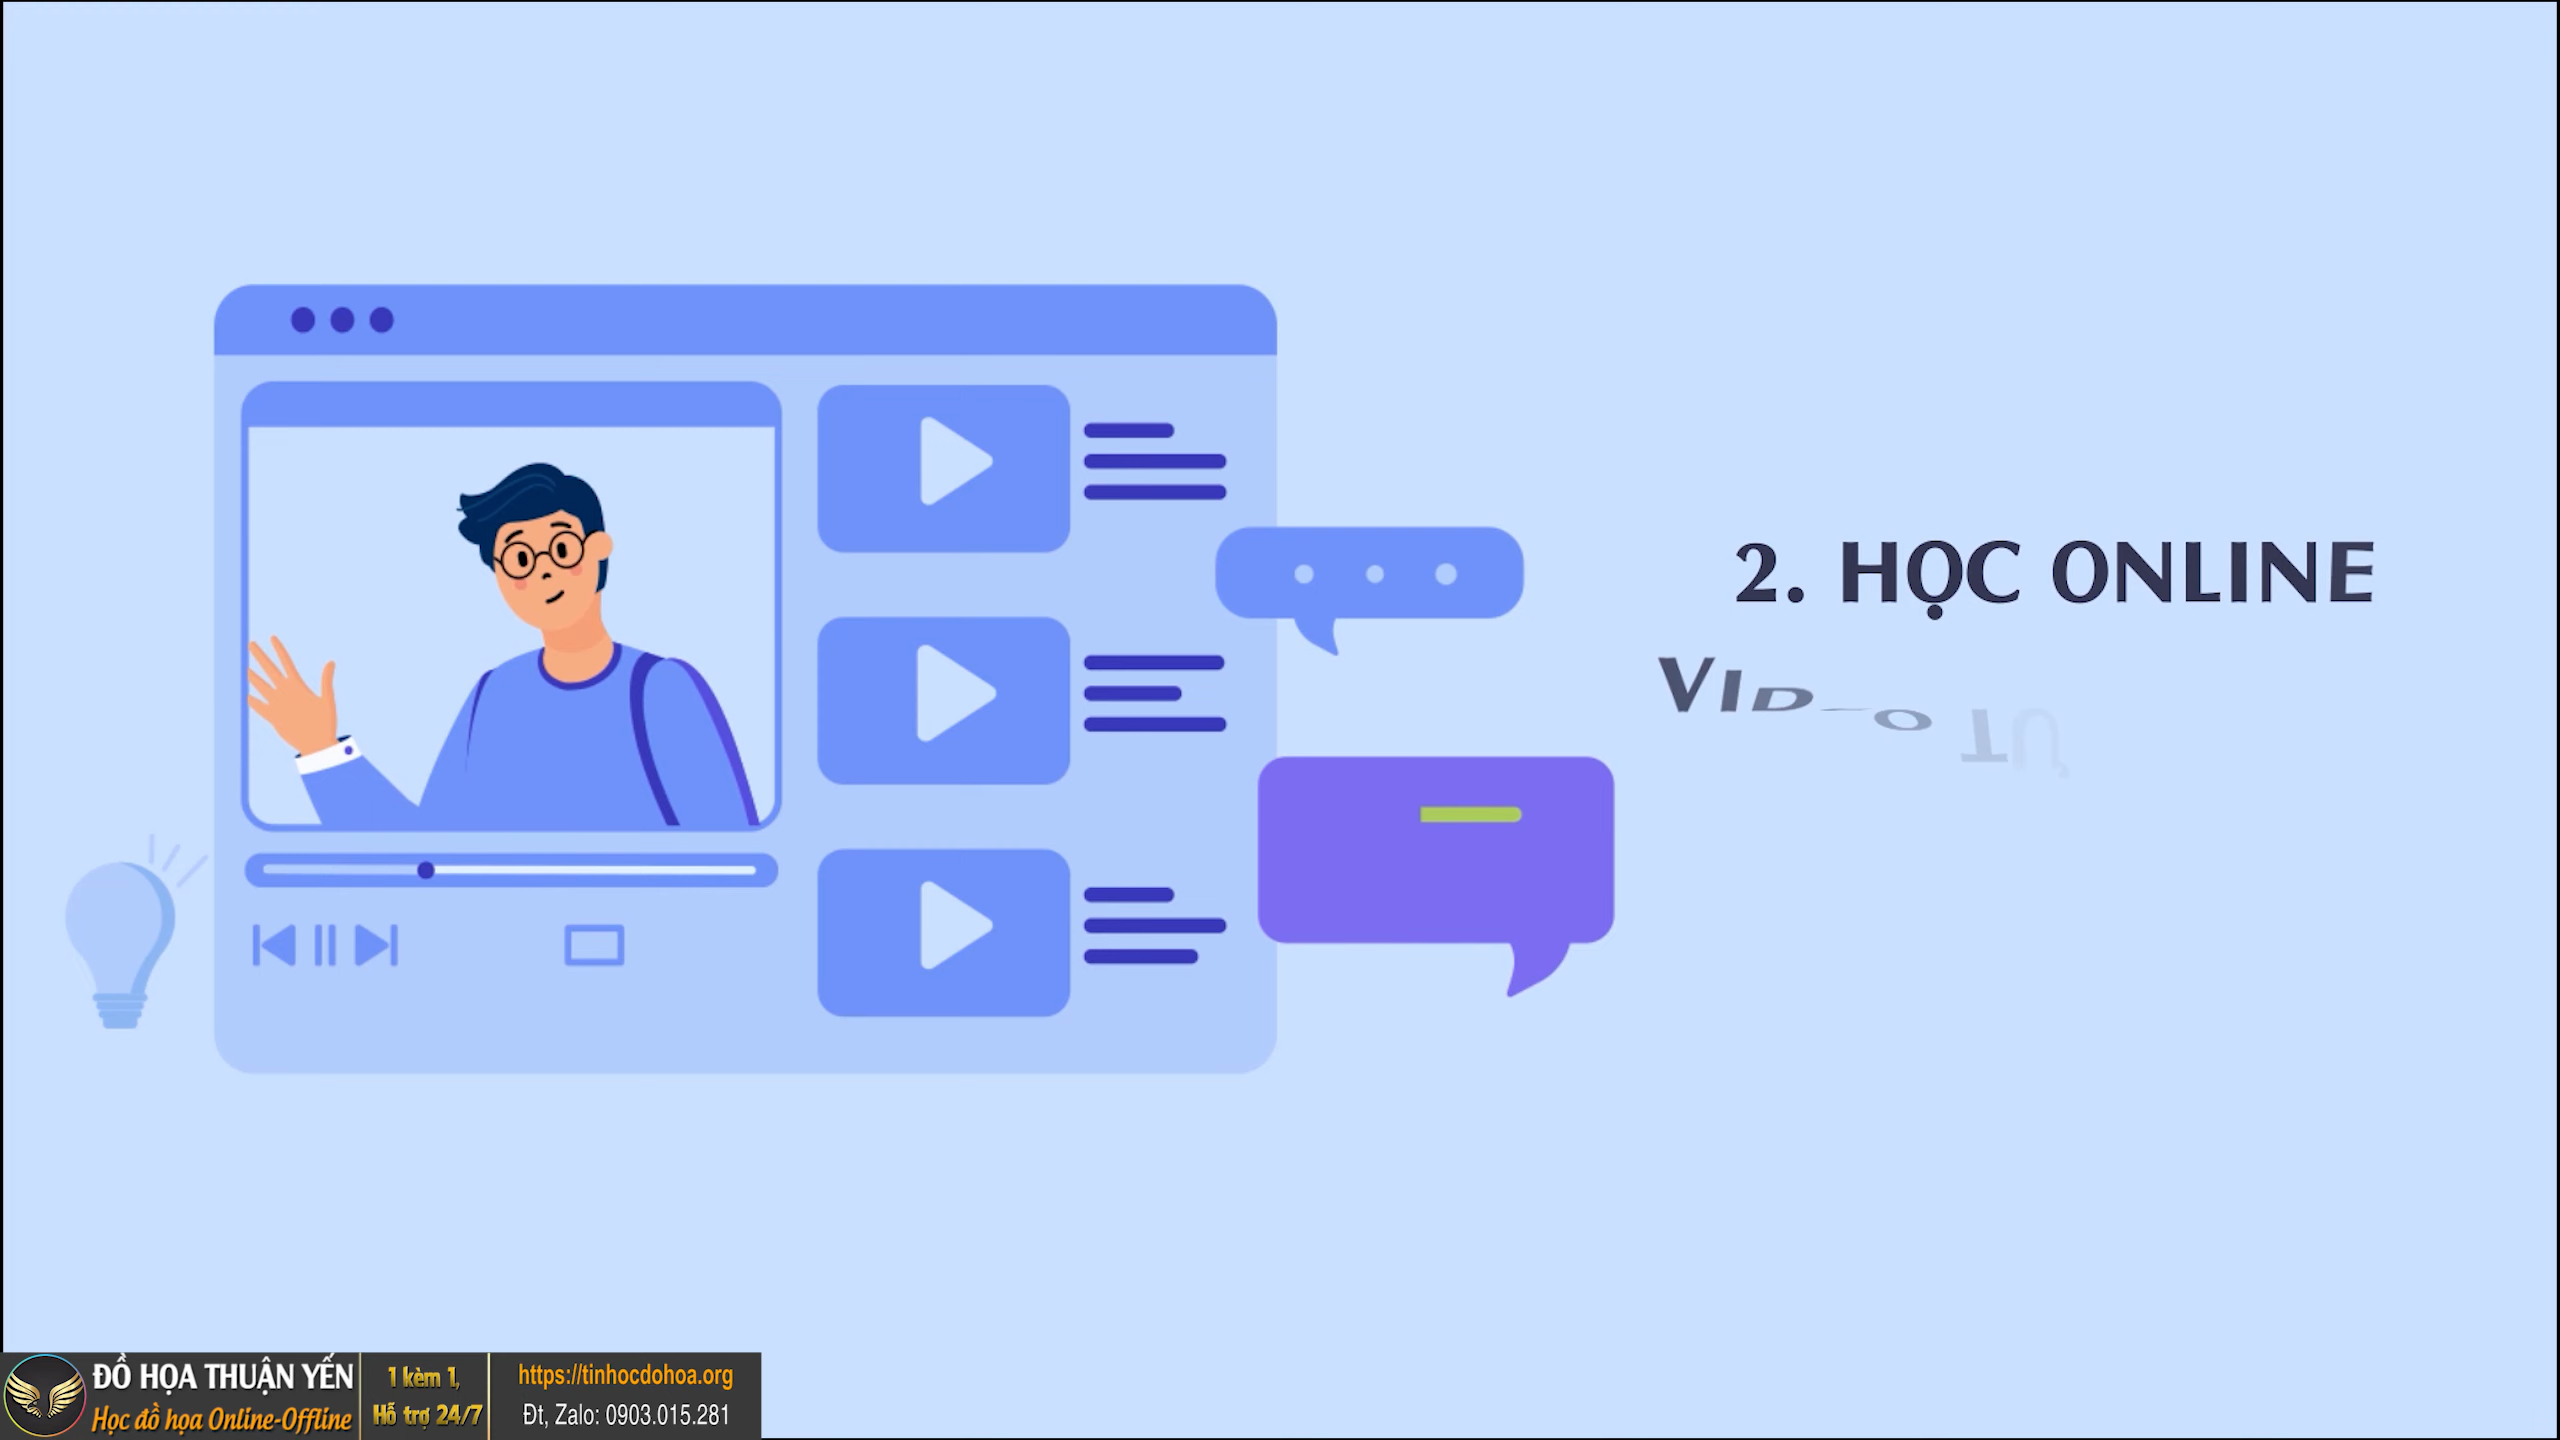 2. HỌC ONLINE
ĐỒ HỌA THUẬN YẾN
Học đồ họa Online-Offline
1 kèm 1,
Hỗ trợ 24/7
https://tinhocdohoa.org
Đt, Zalo: 0903.015.281